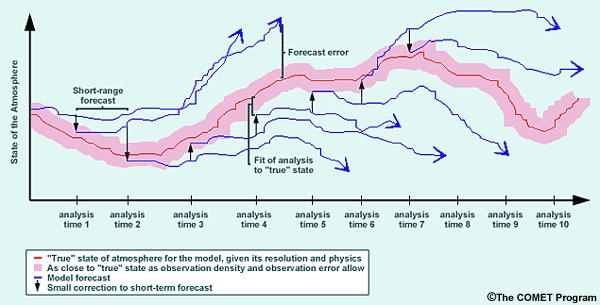 State of the Atmosphere
Short-range
forecast
Forecast error
Fit of analysis
to "true" state
analysis
time 1
analysis
time 2
analysis
time 3
analysis
time 4
analysis
time 5
analysis
time 6
analysis
time 7
analysis
time 8
analysis
time 9
analysis
time 10
"True" state of atmosphere for the model, given its resolution and physics
As close to "true" state as observation density and observation error allow
Model forecast
Small correction to short-term forecast
©The COMET Program